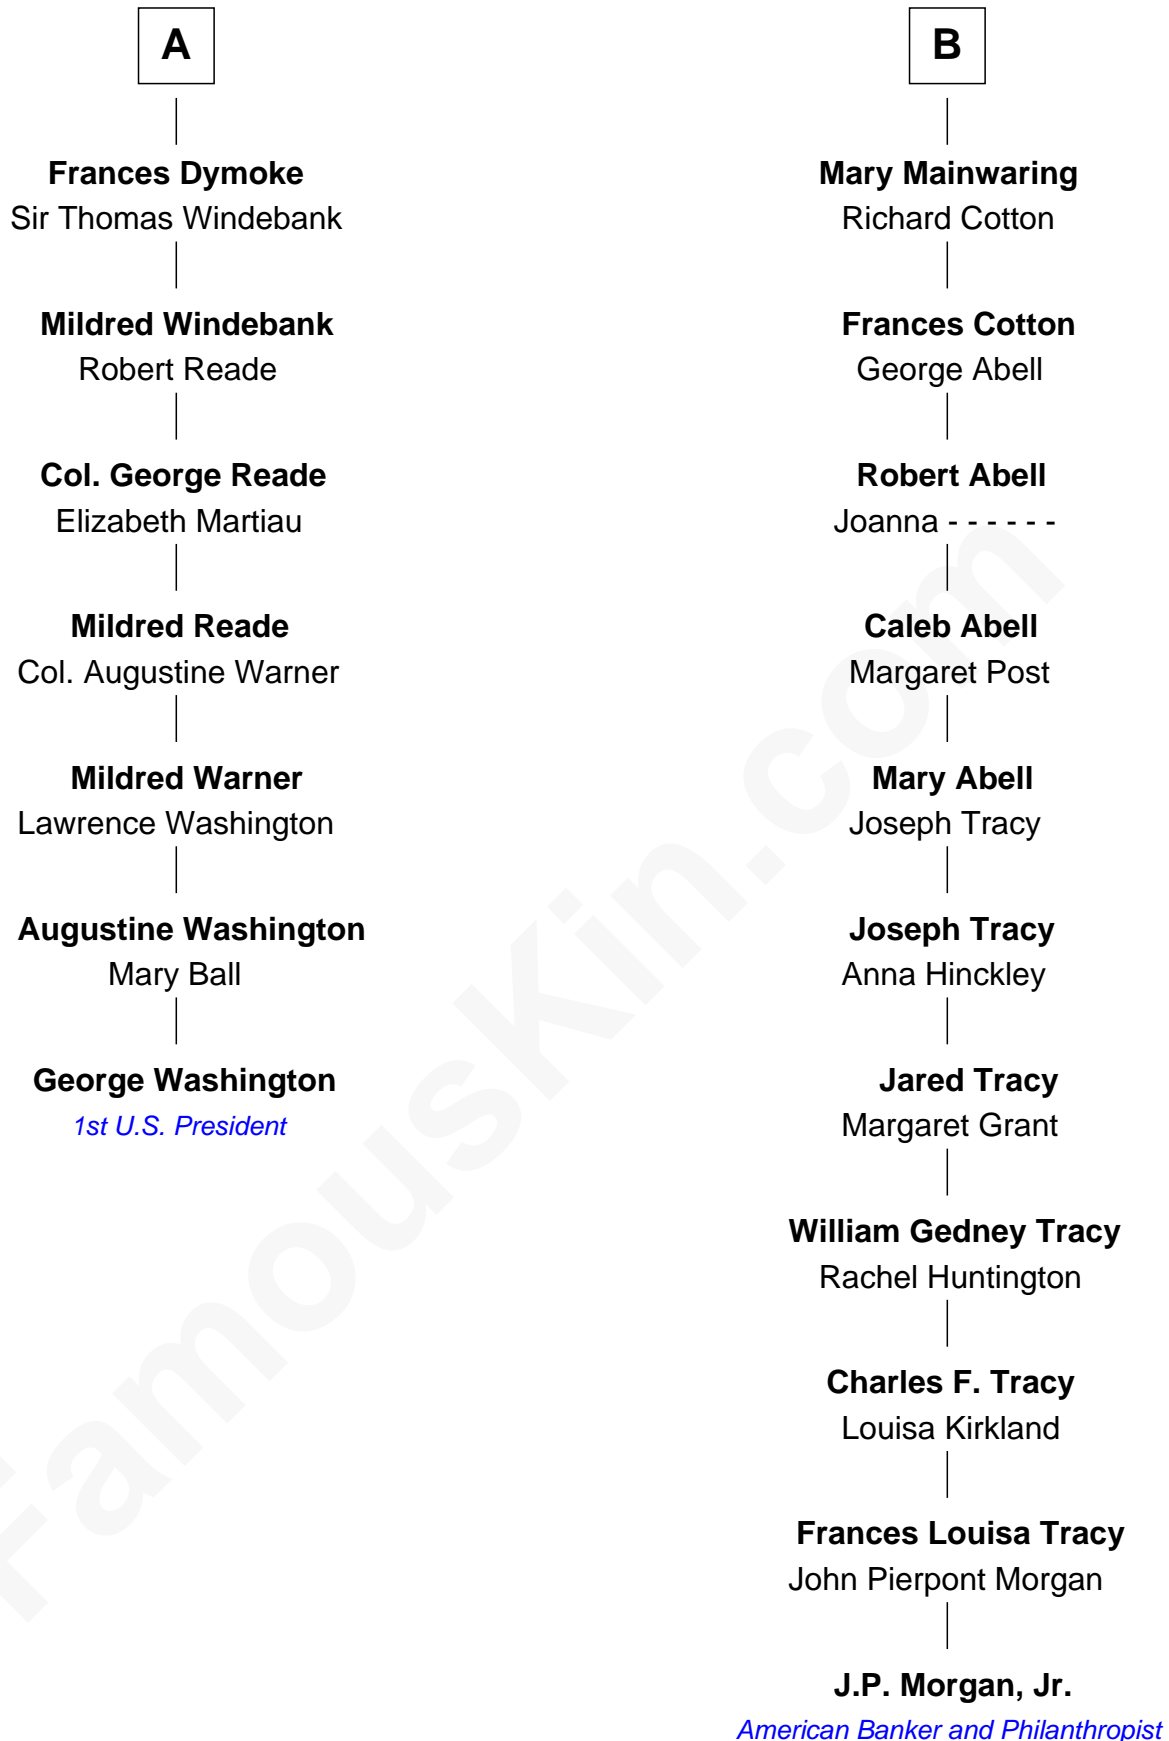 A
Frances Dymoke
Sir Thomas Windebank
Mildred Windebank
Robert Reade
Col. George Reade
Elizabeth Martiau
Mildred Reade
Col. Augustine Warner
Mildred Warner
Lawrence Washington
Augustine Washington
Mary Ball
George Washington
1st U.S. President
B
Mary Mainwaring
Richard Cotton
Frances Cotton
George Abell
Robert Abell
Joanna - - - - - -
Caleb Abell
Margaret Post
Mary Abell
Joseph Tracy
Joseph Tracy
Anna Hinckley
Jared Tracy
Margaret Grant
William Gedney Tracy
Rachel Huntington
Charles F. Tracy
Louisa Kirkland
Frances Louisa Tracy
John Pierpont Morgan
J.P. Morgan, Jr.
American Banker and Philanthropist
FamousKin.com